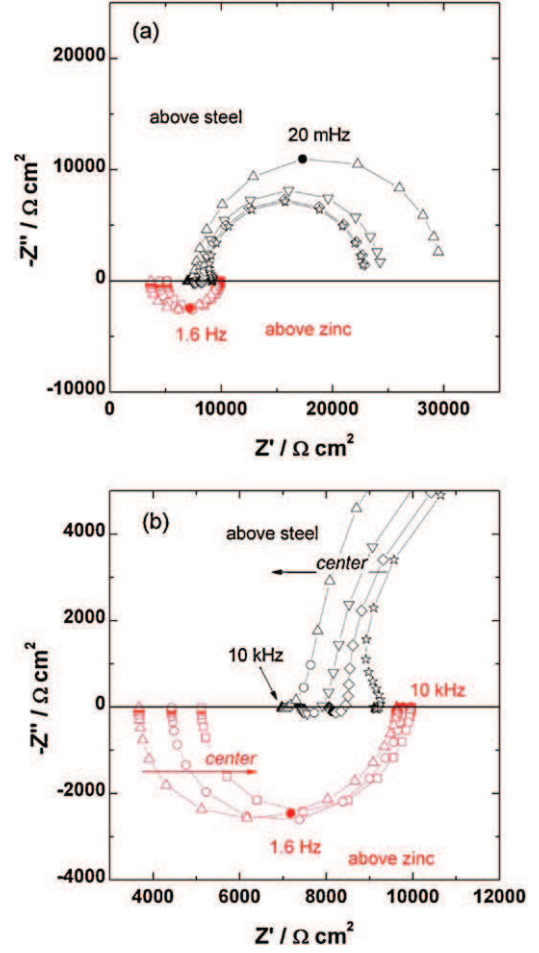 (a)
20000
above steel
20 mHz
10000
-Z'' / Ω cm²
0
1.6 Hz
above zinc
-10000
0
10000
20000
30000
Z' / Ω cm²
(b)
4000
above steel
center
2000
10 kHz
10 kHz
-Z'' / Ω cm²
0
center
-2000
1.6 Hz
above zinc
-4000
4000
6000
8000
10000
12000
Z' / Ω cm²